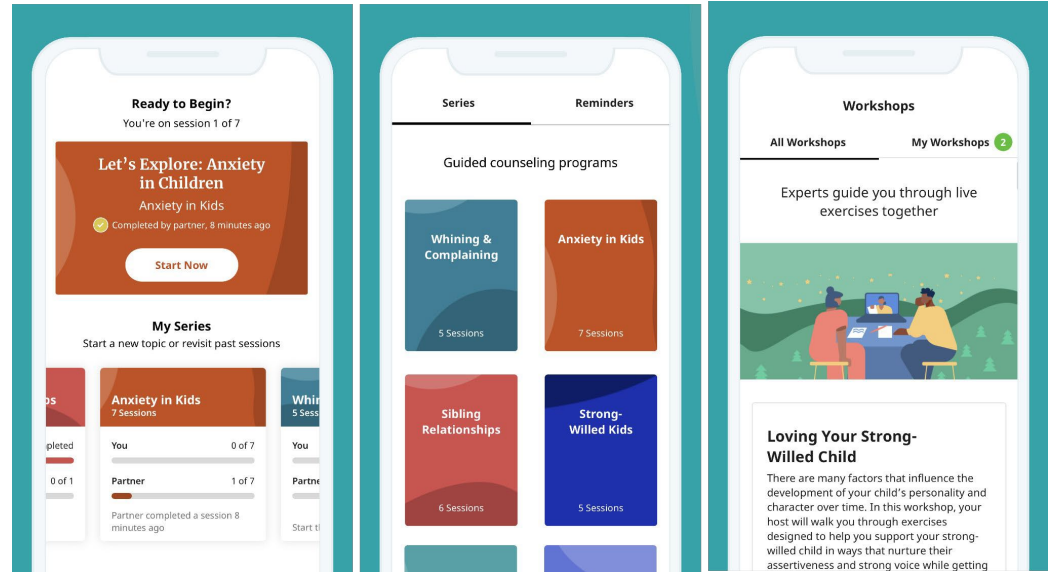 Ready to Begin?
You're on session 1 of 7
Let's Explore: Anxiety
in Children
Anxiety in Kids
Completed by partner, 8 minutes ago
Start Now
My Series
Start a new topic or revisit past sessions
Anxiety in Kids
7 Sessions
You 0 of 7
Partner 1 of 7
Partner completed a session 8
minutes ago
0 of 1
You
Series Reminders
Guided counseling programs
Whining &
Complaining
5 Sessions
Anxiety in Kids
7 Sessions
Sibling
Relationships
6 Sessions
Strong-
Willed Kids
5 Sessions
Workshops
All Workshops My Workshops 2
Experts guide you through live
exercises together
Loving Your Strong-
Willed Child
There are many factors that influence the
development of your child's personality and
character over time. In this workshop, your
host will walk you through exercises
designed to help you support your strong-
willed child in ways that nurture their
assertiveness and strong voice while getting